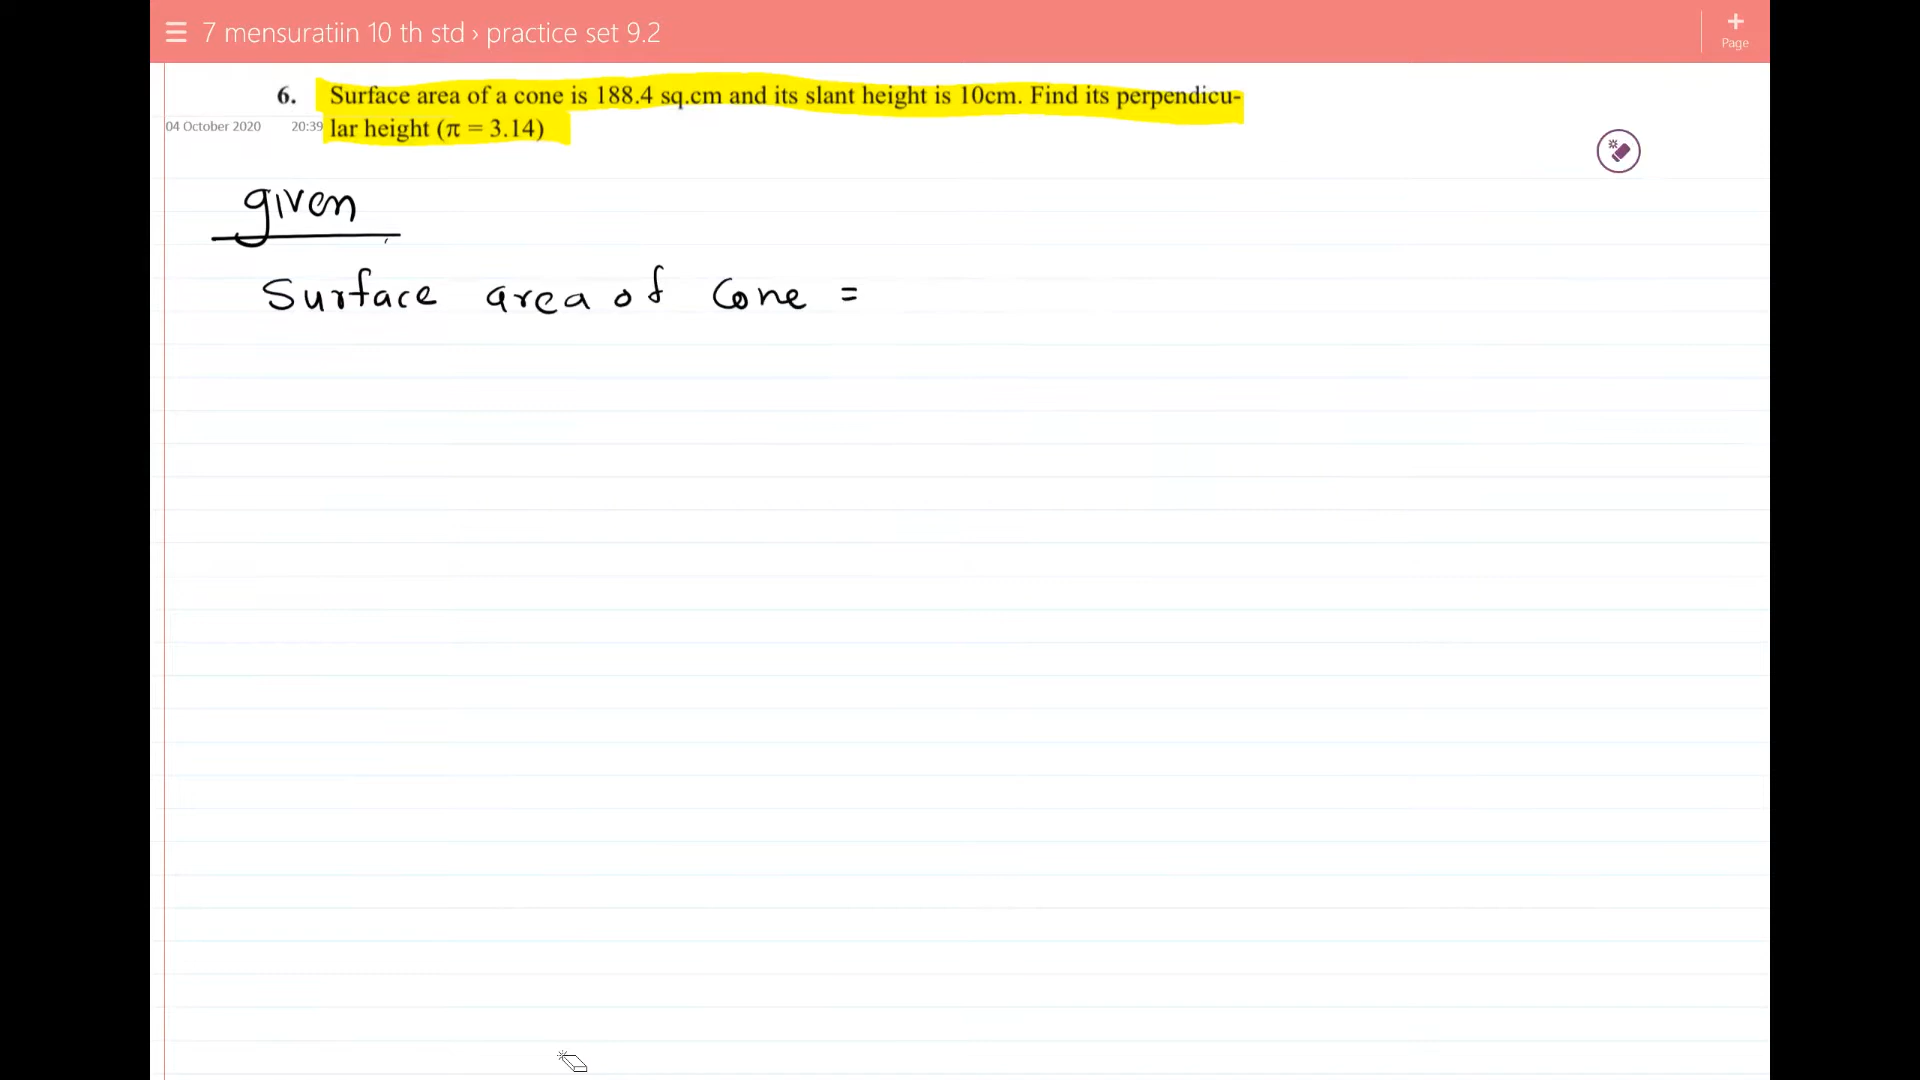 7 mensuratiin 10 th std › practice set 9.2
+
Page
6. Surface area of a cone is 188.4 sq.cm and its slant height is 10cm. Find its perpendicu-
04 October 2020 20:39 lar height (π = 3.14)
given
Surface area of Cone =